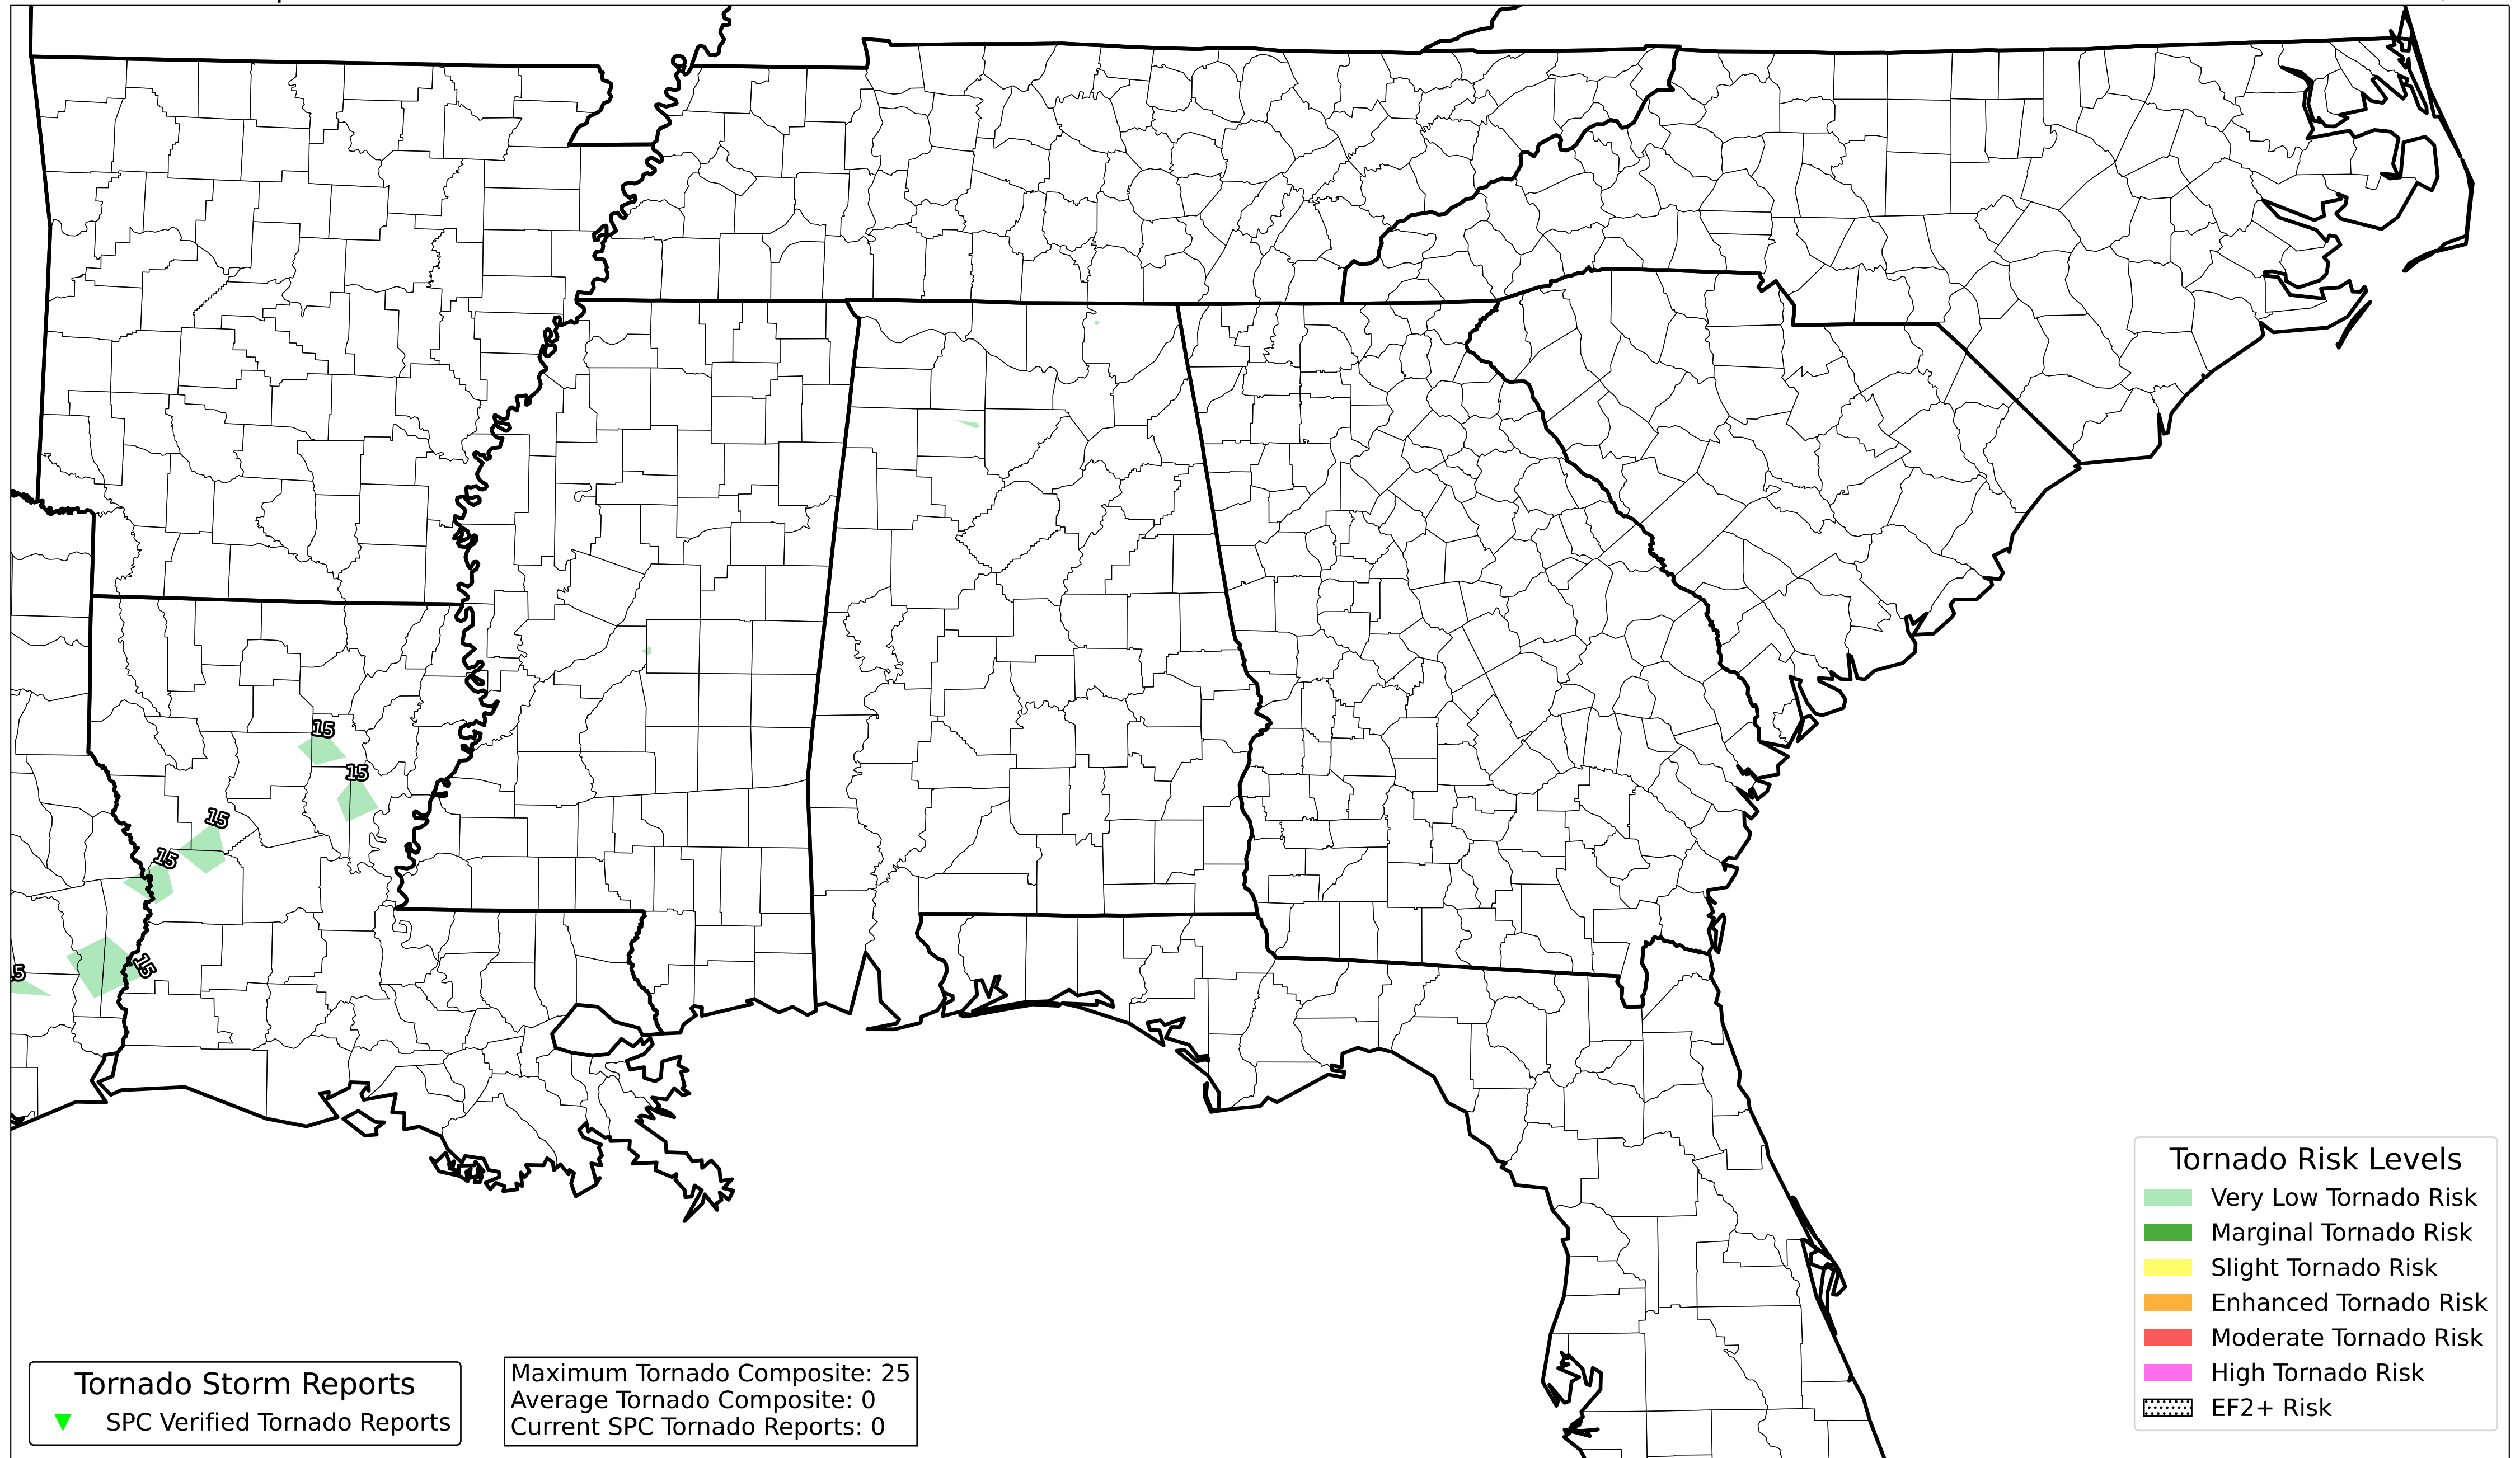 15
15
15
15
15
5
Tornado Storm Reports
SPC Verified Tornado Reports
Maximum Tornado Composite: 25
Average Tornado Composite: 0
Current SPC Tornado Reports: 0
Tornado Risk Levels
Very Low Tornado Risk
Marginal Tornado Risk
Slight Tornado Risk
Enhanced Tornado Risk
Moderate Tornado Risk
High Tornado Risk
EF2+ Risk